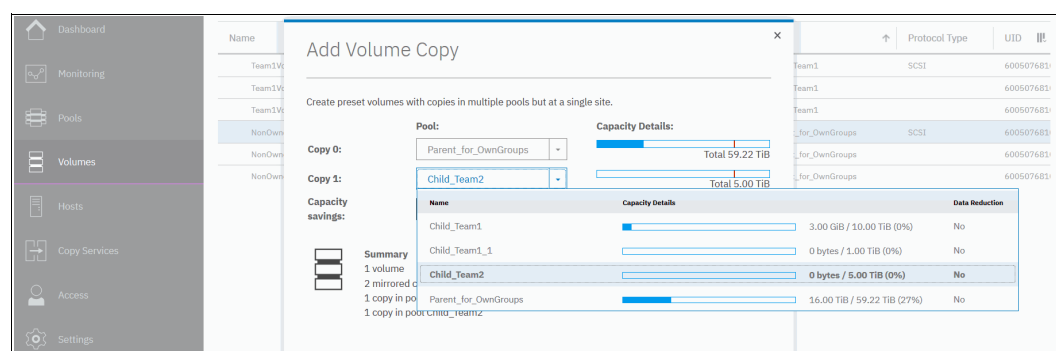 Dashboard
Monitoring
Pools
Volumes
Hosts
Copy Services
Access
Settings
Name
Protocol Type
UID
Team1Vo
Team1
SCSI
600507681
Team1Vo
Team1
600507681
Team1Vo
Team1
600507681
NonOwn
_for_OwnGroups
SCSI
600507681
NonOwn
_for_OwnGroups
600507681
NonOwn
_for_OwnGroups
600507681
Add Volume Copy
Create preset volumes with copies in multiple pools but at a single site.
Pool:
Capacity Details:
Copy 0:
Parent_for_OwnGroups
Total 59.22 TiB
Copy 1:
Child_Team2
Total 5.00 TiB
Capacity
savings:
Name
Capacity Details
Data Reduction
Child_Team1
3.00 GiB / 10.00 TiB (0%)
No
Child_Team1_1
0 bytes / 1.00 TiB (0%)
No
Child_Team2
0 bytes / 5.00 TiB (0%)
No
Parent_for_OwnGroups
16.00 TiB / 59.22 TiB (27%)
No
Summary
1 volume
2 mirrored c
1 copy in po
1 copy in pool Child_Team2